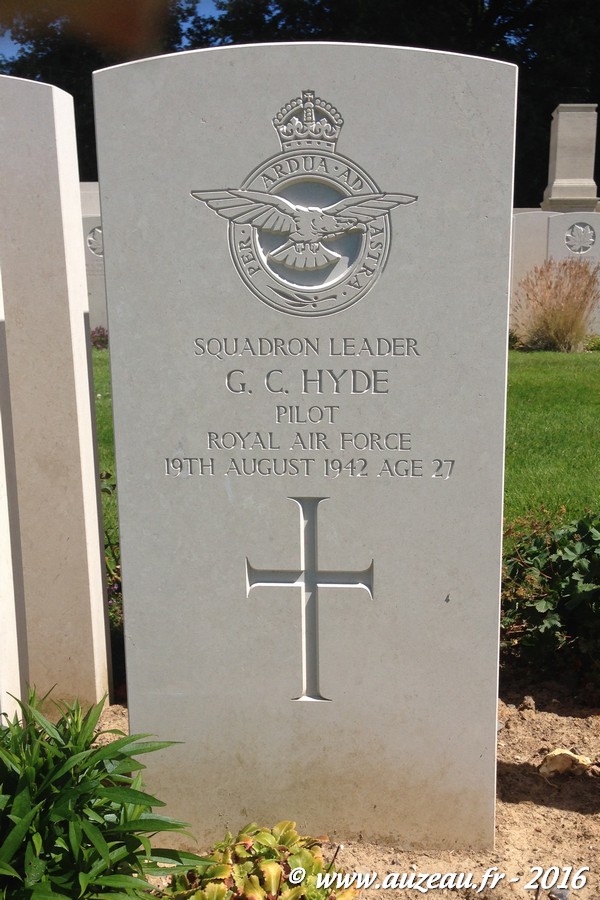 PER · ARDUA · AD · ASTRA
SQUADRON LEADER
G. C. HYDE
PILOT
ROYAL AIR FORCE
19TH AUGUST 1942 AGE 27
© www.auzeau.fr - 2016 ®